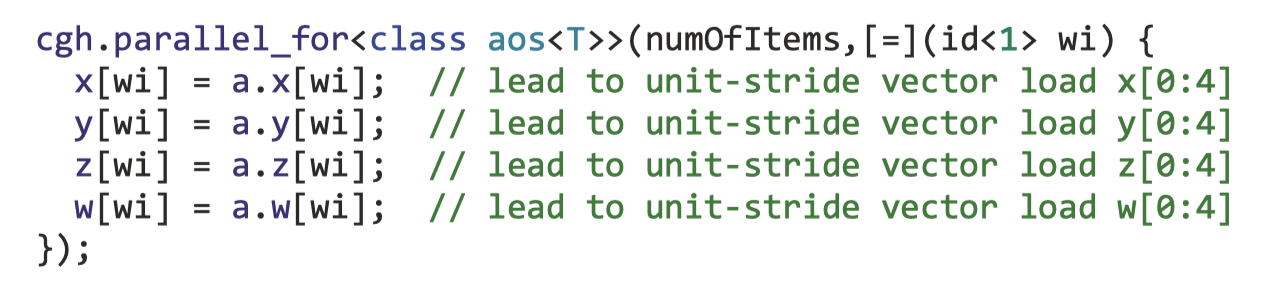 cgh.parallel_for<class aos<T>>(numOfItems,[=](id<1> wi) {
  x[wi] = a.x[wi];  // lead to unit-stride vector load x[0:4]
  y[wi] = a.y[wi];  // lead to unit-stride vector load y[0:4]
  z[wi] = a.z[wi];  // lead to unit-stride vector load z[0:4]
  w[wi] = a.w[wi];  // lead to unit-stride vector load w[0:4]
});